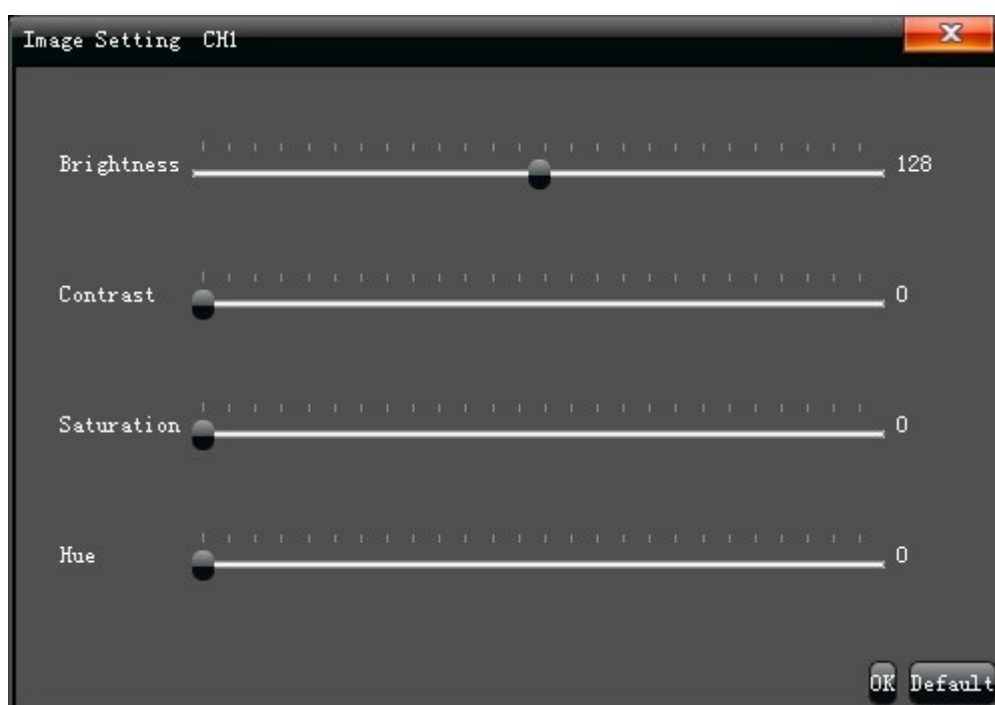 Image Setting CH1
Brightness 128
Contrast 0
Saturation 0
Hue 0
OK Default